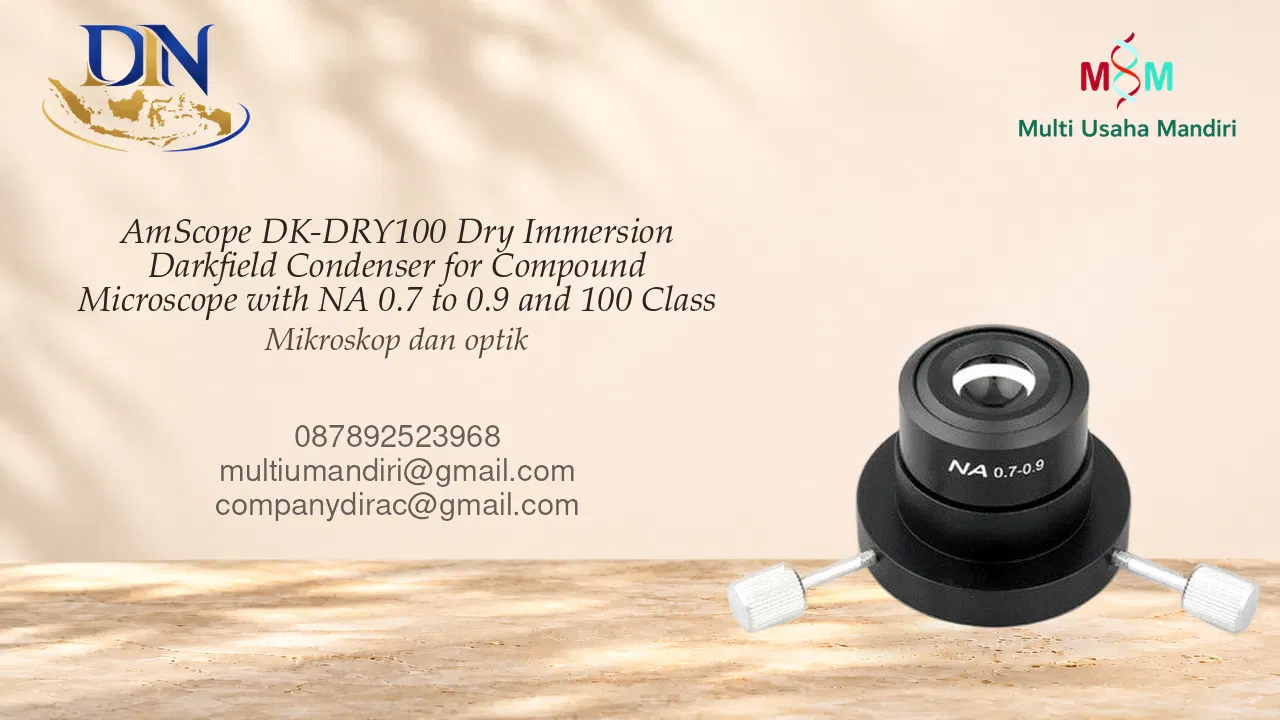 DIN
MSM
Multi Usaha Mandiri
AmScope DK-DRY100 Dry Immersion
Darkfield Condenser for Compound
Microscope with NA 0.7 to 0.9 and 100 Class
Mikroskop dan optik
087892523968
multiumandiri@gmail.com
companydirac@gmail.com
NA 0.7-0.9